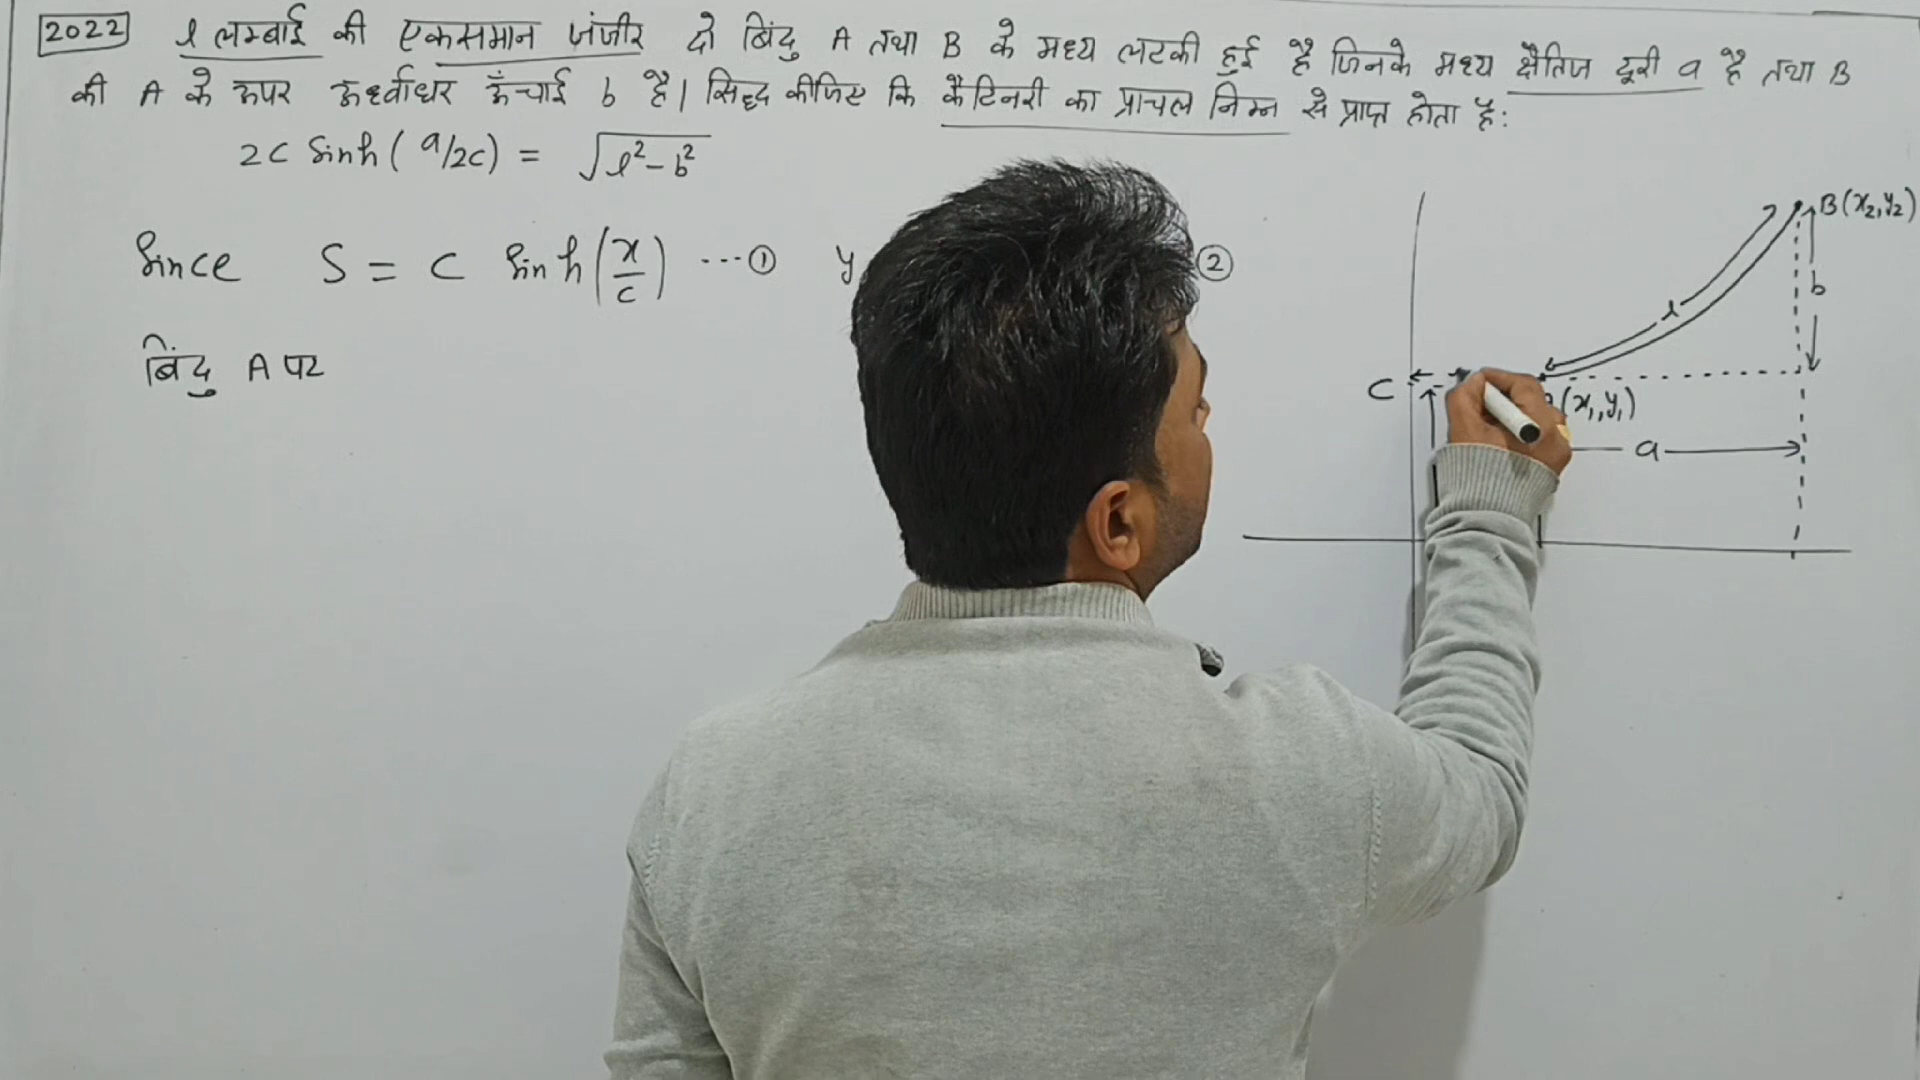 2022 l लम्बाई की एकसमान जंजीर दो बिंदु A तथा B के मध्य लटकी हुई है जिनके मध्य क्षैतिज दूरी a है तथा B
की A के ऊपर ऊर्ध्वाधर ऊँचाई b है। सिद्ध कीजिए कि कैटिनरी का प्राचल निम्न से प्राप्त होता है:
2c Sinh( a/2c) = √l²-b²
Since S = c Sinh(x/c) ...① y ②
बिंदु A पर
B(x₂,y₂)
l
b
C
(x₁,y₁)
a